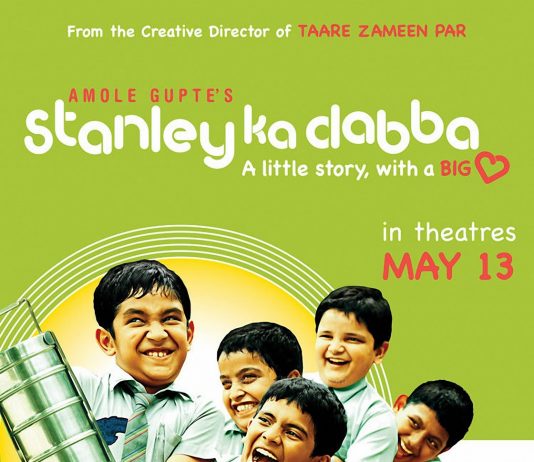 From the Creative Director of TAARE ZAMEEN PAR
AMOLE GUPTE'S
stanley ka dabba
A little story, with a BIG
in theatres
MAY 13